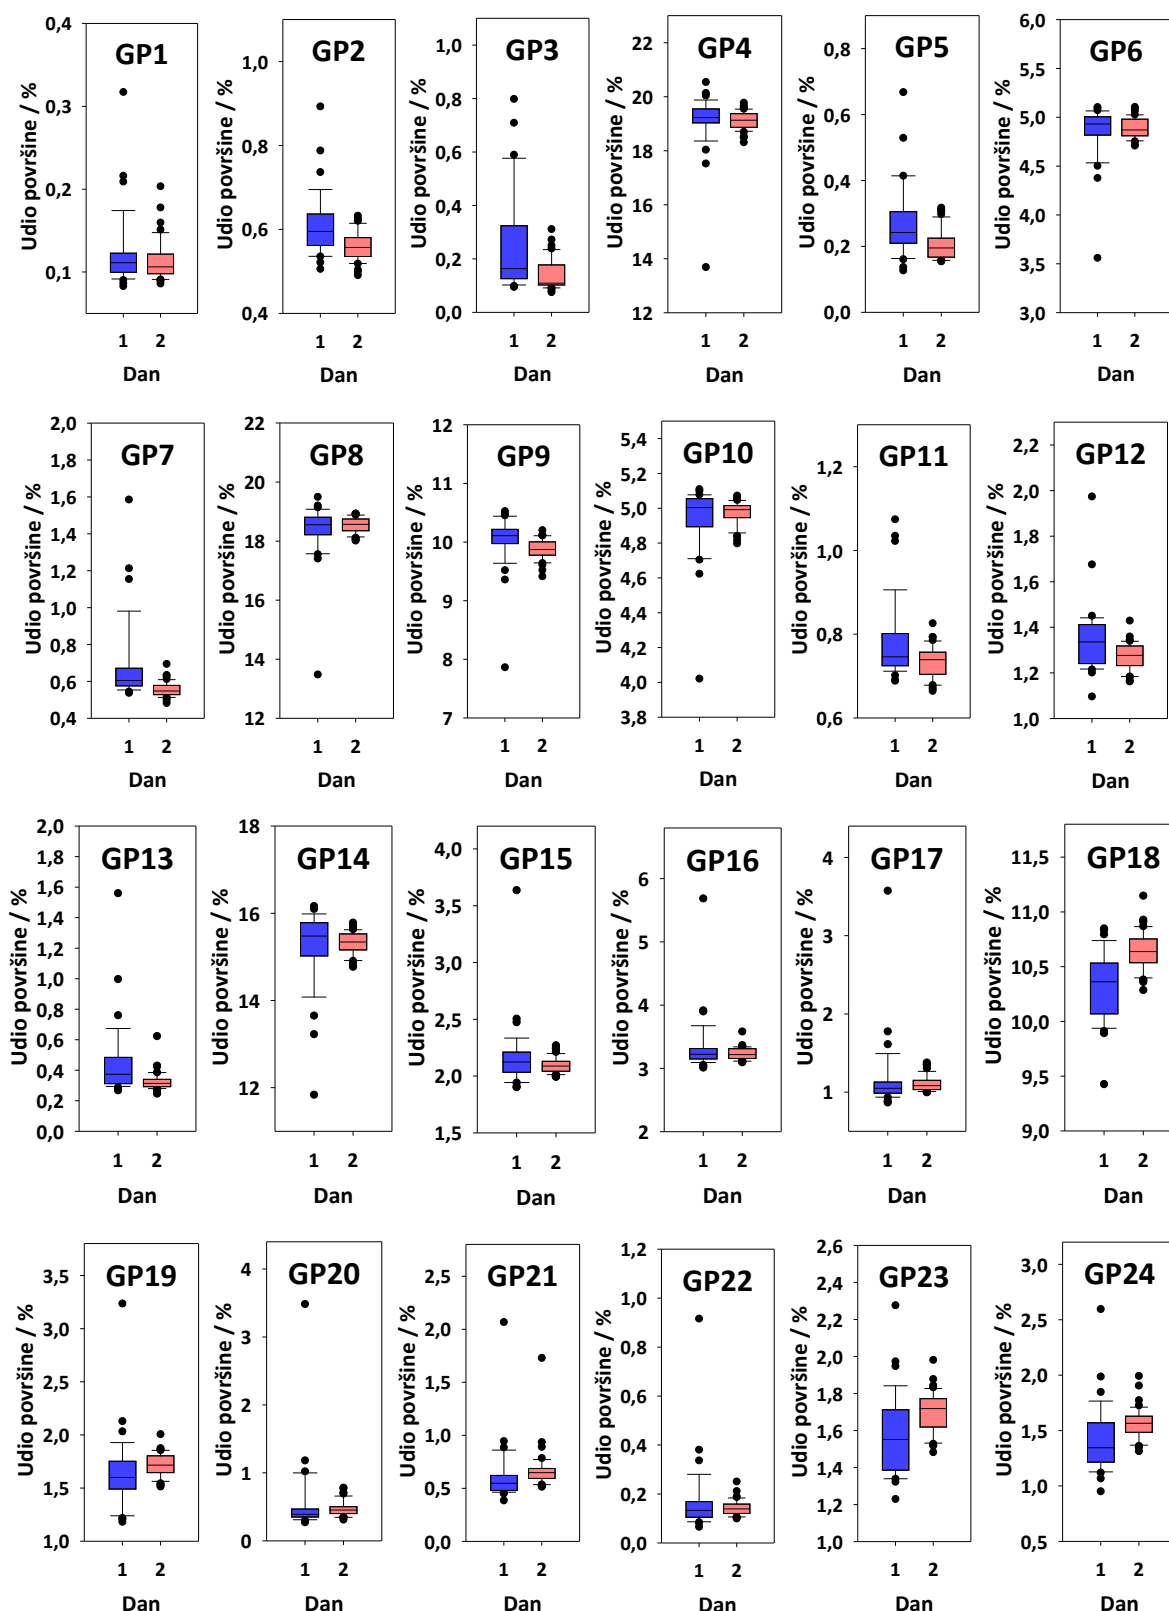 GP1
Udio površine / %
0,4
0,3
0,2
0,1
1 2
Dan
GP2
Udio površine / %
1,0
0,8
0,6
0,4
1 2
Dan
GP3
Udio površine / %
1,0
0,8
0,6
0,4
0,2
0,0
1 2
Dan
GP4
Udio površine / %
22
20
18
16
14
12
1 2
Dan
GP5
Udio površine / %
0,8
0,6
0,4
0,2
0,0
1 2
Dan
GP6
Udio površine / %
6,0
5,5
5,0
4,5
4,0
3,5
3,0
1 2
Dan
GP7
Udio površine / %
2,0
1,8
1,6
1,4
1,2
1,0
0,8
0,6
0,4
1 2
Dan
GP8
Udio površine / %
22
20
18
16
14
12
1 2
Dan
GP9
Udio površine / %
12
11
10
9
8
7
1 2
Dan
GP10
Udio površine / %
5,4
5,2
5,0
4,8
4,6
4,4
4,2
4,0
3,8
1 2
Dan
GP11
Udio površine / %
1,2
1,0
0,8
0,6
1 2
Dan
GP12
Udio površine / %
2,2
2,0
1,8
1,6
1,4
1,2
1,0
1 2
Dan
GP13
Udio površine / %
2,0
1,8
1,6
1,4
1,2
1,0
0,8
0,6
0,4
0,2
0,0
1 2
Dan
GP14
Udio površine / %
18
16
14
12
1 2
Dan
GP15
Udio površine / %
4,0
3,5
3,0
2,5
2,0
1,5
1 2
Dan
GP16
Udio površine / %
6
5
4
3
2
1 2
Dan
GP17
Udio površine / %
4
3
2
1
1 2
Dan
GP18
Udio površine / %
11,5
11,0
10,5
10,0
9,5
9,0
1 2
Dan
GP19
Udio površine / %
3,5
3,0
2,5
2,0
1,5
1,0
1 2
Dan
GP20
Udio površine / %
4
3
2
1
0
1 2
Dan
GP21
Udio površine / %
2,5
2,0
1,5
1,0
0,5
0,0
1 2
Dan
GP22
Udio površine / %
1,2
1,0
0,8
0,6
0,4
0,2
0,0
1 2
Dan
GP23
Udio površine / %
2,6
2,4
2,2
2,0
1,8
1,6
1,4
1,2
1,0
1 2
Dan
GP24
Udio površine / %
3,0
2,5
2,0
1,5
1,0
0,5
1 2
Dan